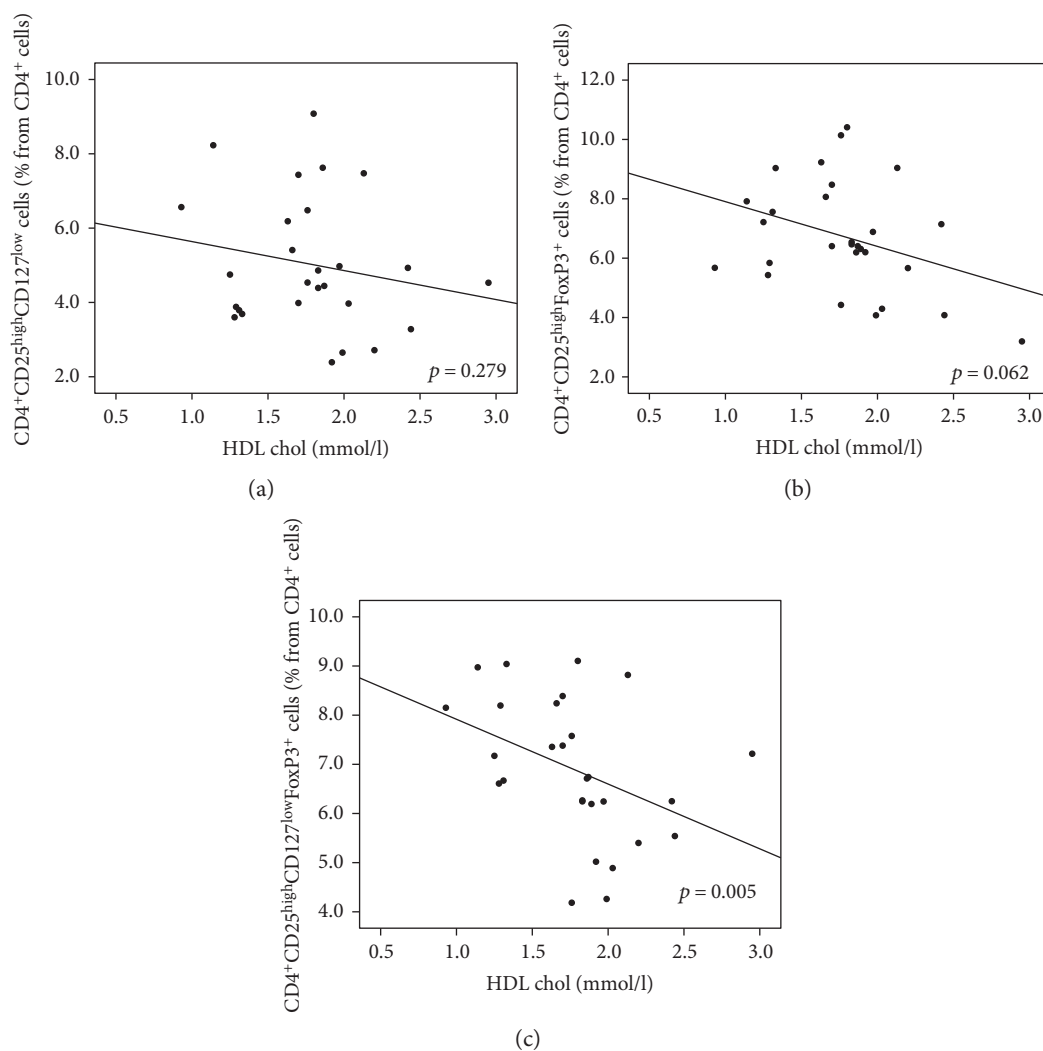 CD4⁺CD25ʰⁱᵍʰCD127ˡᵒʷ cells (% from CD4⁺ cells)
10.0
8.0
6.0
4.0
2.0
p = 0.279
0.5 1.0 1.5 2.0 2.5 3.0
HDL chol (mmol/l)
(a)
CD4⁺CD25ʰⁱᵍʰFoxP3⁺ cells (% from CD4⁺ cells)
12.0
10.0
8.0
6.0
4.0
2.0
p = 0.062
0.5 1.0 1.5 2.0 2.5 3.0
HDL chol (mmol/l)
(b)
CD4⁺CD25ʰⁱᵍʰCD127ˡᵒʷFoxP3⁺ cells (% from CD4⁺ cells)
10.0
9.0
8.0
7.0
6.0
5.0
4.0
p = 0.005
0.5 1.0 1.5 2.0 2.5 3.0
HDL chol (mmol/l)
(c)